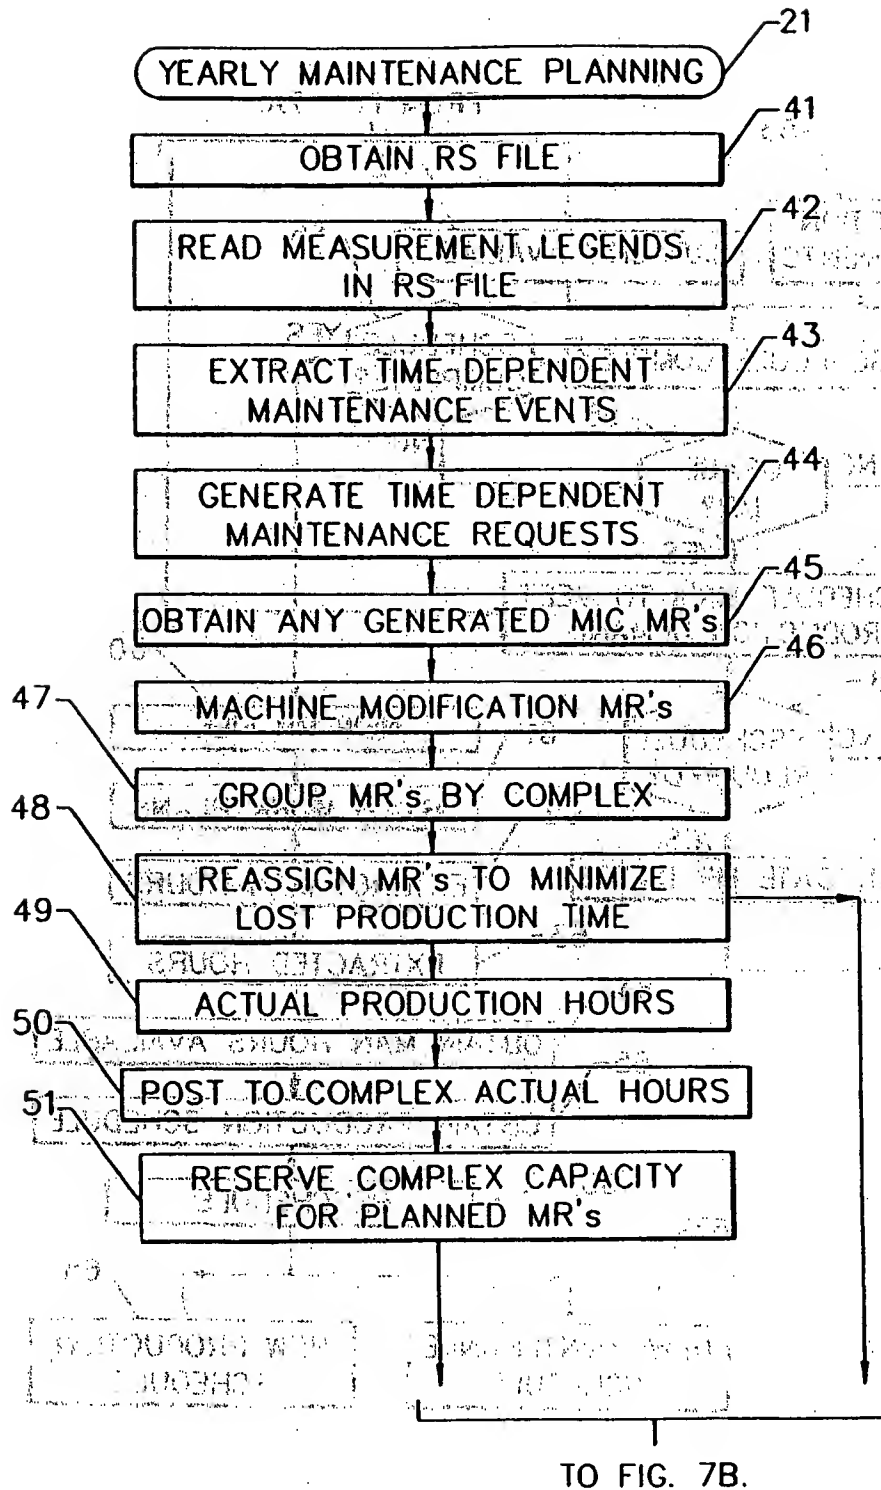 21
YEARLY MAINTENANCE PLANNING
41
OBTAIN RS FILE
42
READ MEASUREMENT LEGENDS
IN RS FILE
43
EXTRACT TIME DEPENDENT
MAINTENANCE EVENTS
44
GENERATE TIME DEPENDENT
MAINTENANCE REQUESTS
45
OBTAIN ANY GENERATED MIC MR's
46
MACHINE MODIFICATION MR's
47
GROUP MR's BY COMPLEX
48
REASSIGN MR's TO MINIMIZE
LOST PRODUCTION TIME
49
ACTUAL PRODUCTION HOURS
50
POST TO COMPLEX ACTUAL HOURS
51
RESERVE COMPLEX CAPACITY
FOR PLANNED MR's
TO FIG. 7B.